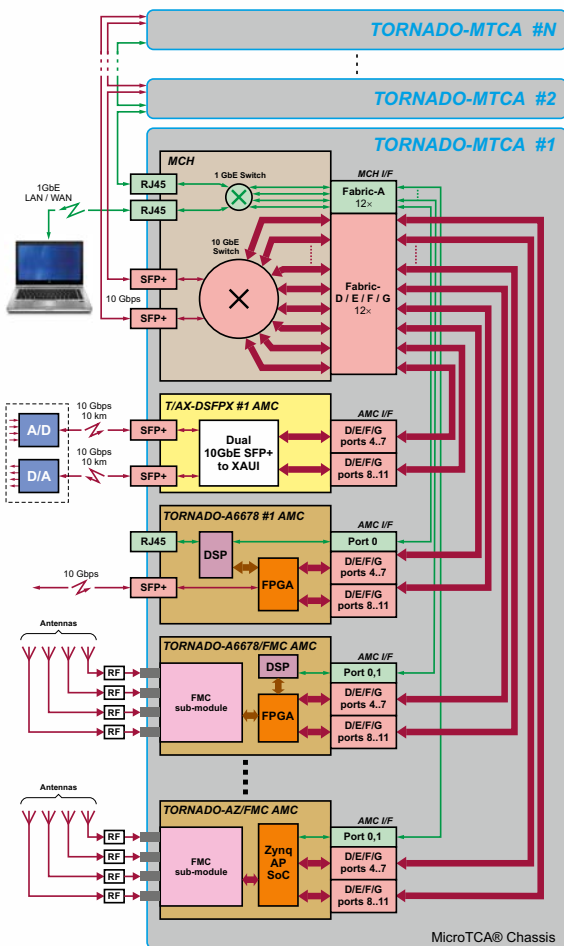 TORNADO-MTCA #N
TORNADO-MTCA #2
TORNADO-MTCA #1
MCH
1 GbE Switch
MCH I/F
RJ45
Fabric-A
12×
1GbE
LAN / WAN
RJ45
10 GbE
Switch
SFP+
10 Gbps
SFP+
Fabric-
D / E / F / G
12×
T/AX-DSFPX #1 AMC
AMC I/F
10 Gbps
10 km
A/D
SFP+
Dual
10GbE SFP+
to XAUI
D/E/F/G
ports 4..7
10 Gbps
10 km
D/A
SFP+
D/E/F/G
ports 8..11
TORNADO-A6678 #1 AMC
AMC I/F
RJ45
DSP
Port 0
D/E/F/G
ports 4..7
10 Gbps
SFP+
FPGA
D/E/F/G
ports 8..11
Antennas
TORNADO-A6678/FMC AMC
AMC I/F
RF
RF
RF
RF
FMC
sub-module
DSP
FPGA
Port 0,1
D/E/F/G
ports 4..7
D/E/F/G
ports 8..11
Antennas
TORNADO-AZ/FMC AMC
AMC I/F
RF
RF
RF
RF
FMC
sub-module
Zynq
AP
SoC
Port 0,1
D/E/F/G
ports 4..7
D/E/F/G
ports 8..11
MicroTCA® Chassis